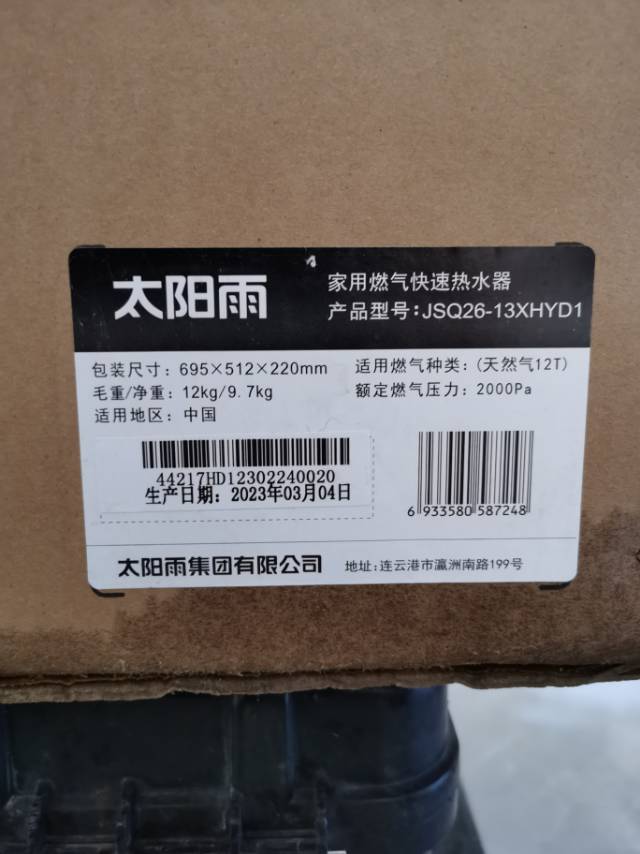 太阳雨
家用燃气快速热水器
产品型号:JSQ26-13XHYD1
包装尺寸: 695×512×220mm
毛重/净重: 12kg/9.7kg
适用地区: 中国
适用燃气种类: (天然气12T)
额定燃气压力: 2000Pa
44217HD12302240020
生产日期: 2023年03月04日
6 933580 587248
太阳雨集团有限公司
地址: 连云港市瀛洲南路199号